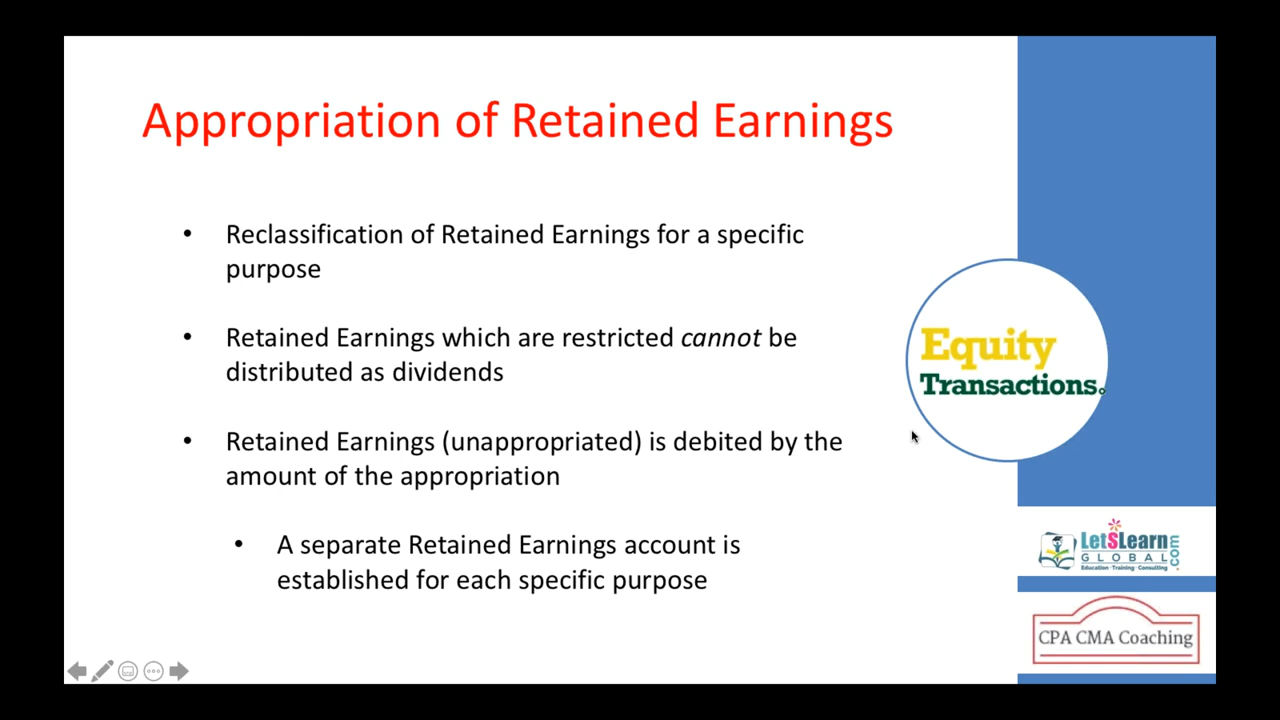 Appropriation of Retained Earnings
• Reclassification of Retained Earnings for a specific
purpose
• Retained Earnings which are restricted cannot be
distributed as dividends
• Retained Earnings (unappropriated) is debited by the
amount of the appropriation
• A separate Retained Earnings account is
established for each specific purpose
Equity
Transactions.
LetSLearn
GLOBAL
.com
Education • Training • Consulting
CPA CMA Coaching